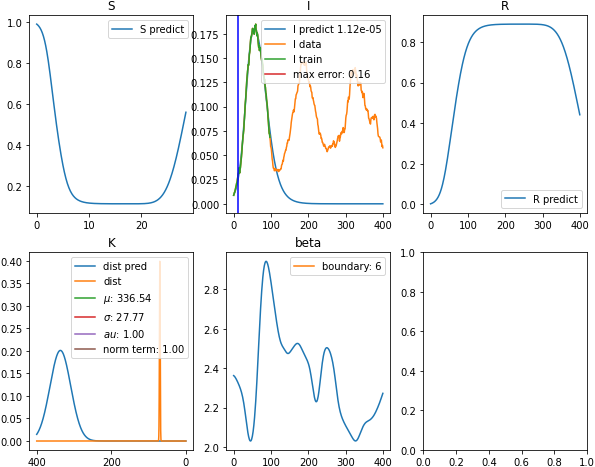 S
I
R
S predict
I predict 1.12e-05
I data
I train
max error: 0.16
R predict
1.0
0.8
0.6
0.4
0.2
0 10 20
0.175
0.150
0.125
0.100
0.075
0.050
0.025
0.000
0 100 200 300 400
0.8
0.6
0.4
0.2
0.0
0 100 200 300 400
K
beta
dist pred
dist
μ: 336.54
σ: 27.77
au: 1.00
norm term: 1.00
boundary: 6
0.40
0.35
0.30
0.25
0.20
0.15
0.10
0.05
0.00
400 200 0
2.8
2.6
2.4
2.2
2.0
0 100 200 300 400
1.0
0.8
0.6
0.4
0.2
0.0
0.0 0.2 0.4 0.6 0.8 1.0